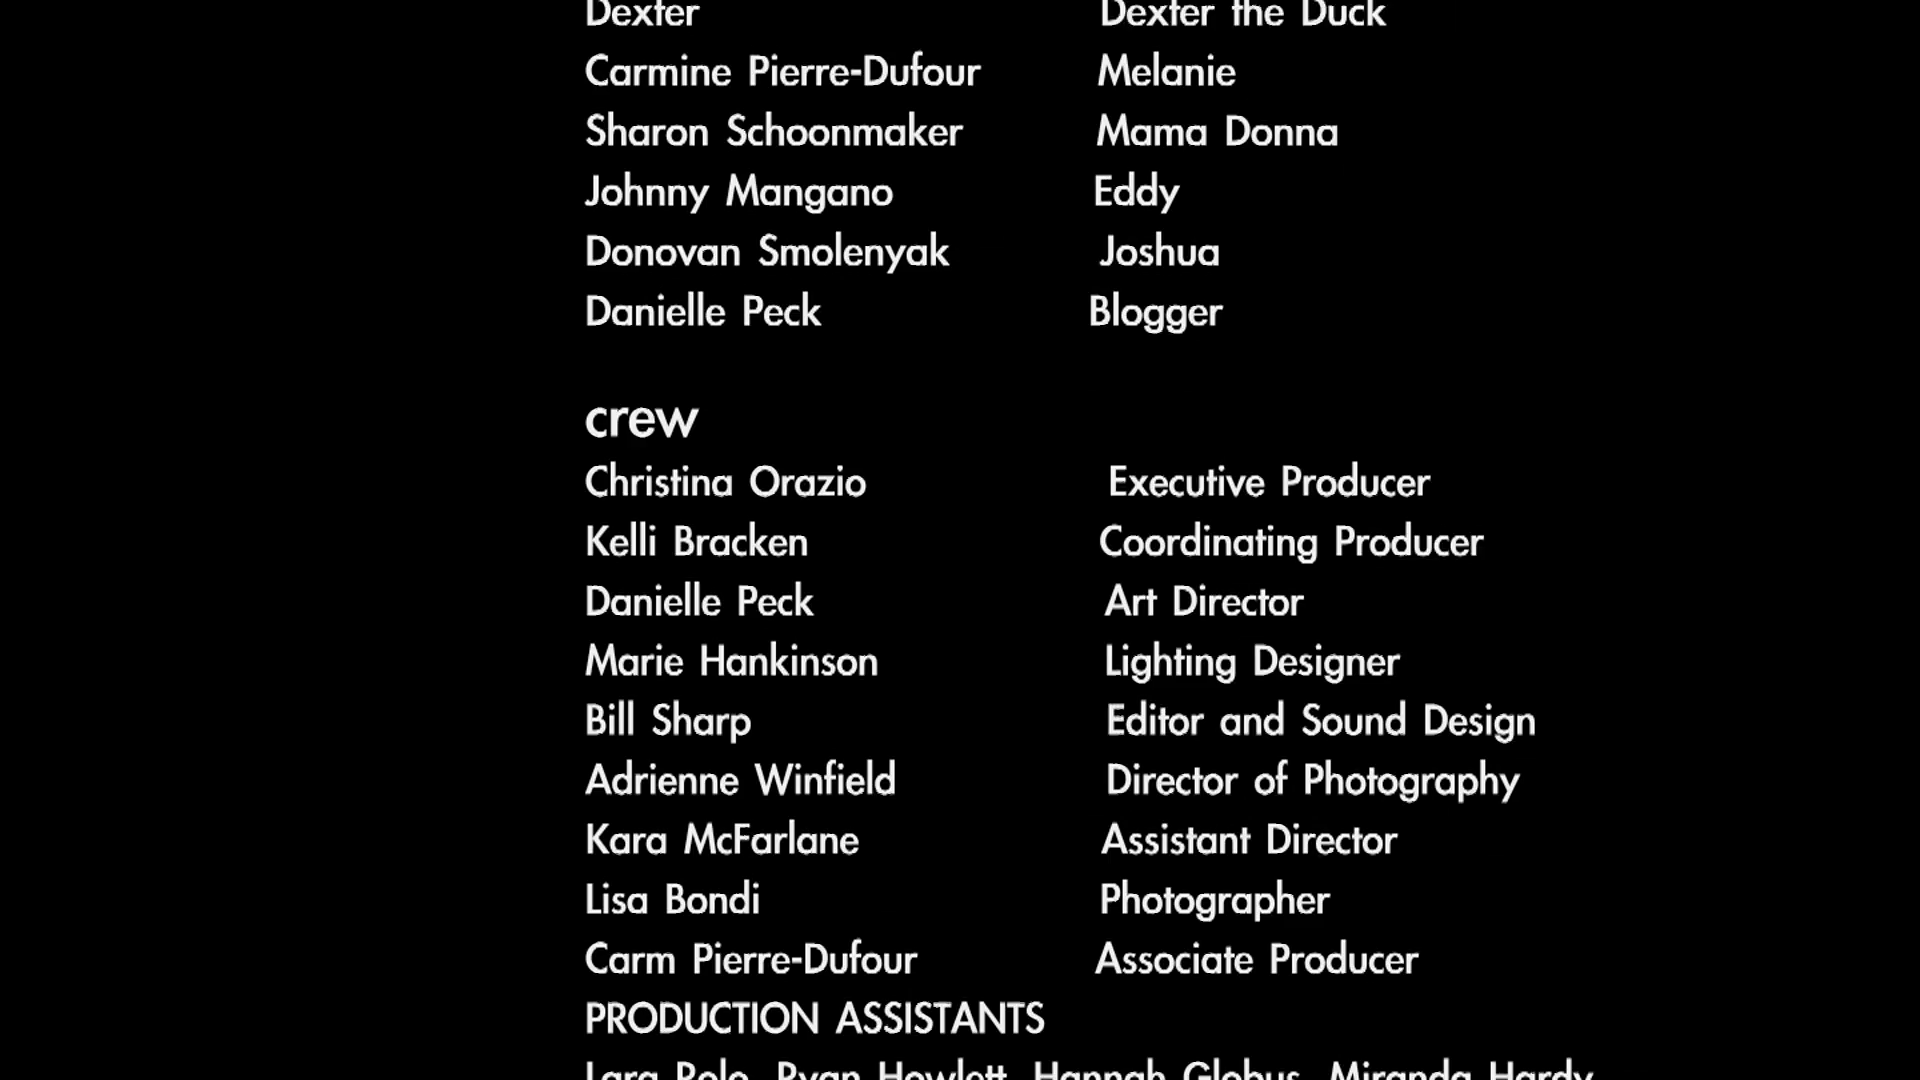 Dexter Dexter the Duck
Carmine Pierre-Dufour Melanie
Sharon Schoonmaker Mama Donna
Johnny Mangano Eddy
Donovan Smolenyak Joshua
Danielle Peck Blogger
crew
Christina Orazio Executive Producer
Kelli Bracken Coordinating Producer
Danielle Peck Art Director
Marie Hankinson Lighting Designer
Bill Sharp Editor and Sound Design
Adrienne Winfield Director of Photography
Kara McFarlane Assistant Director
Lisa Bondi Photographer
Carm Pierre-Dufour Associate Producer
PRODUCTION ASSISTANTS
Ryan Howlett, Hannah Globus, Miranda Hardy